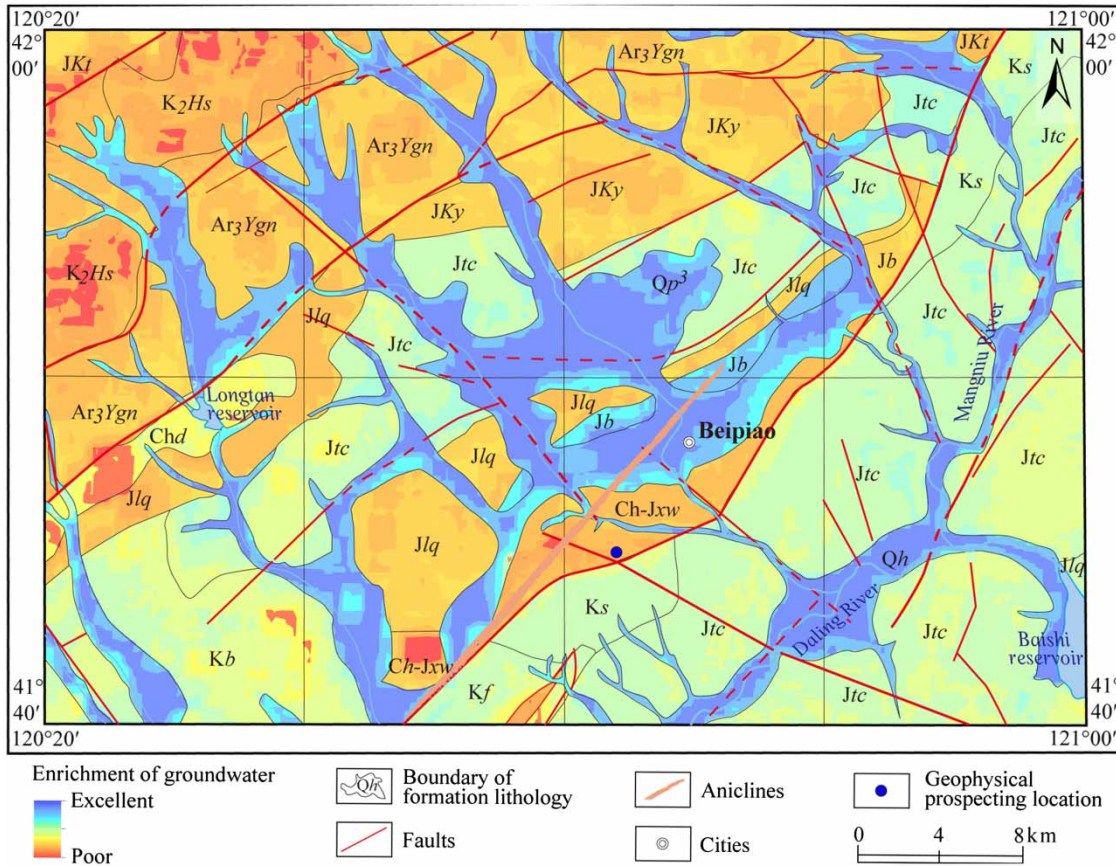 120°20′ 121°00′
42°00′ 42°00′
N
JKt
K2Hs
Ar3Ygn
Ar3Ygn
JKt
Ks
Jtc
Jtc
JKy
JKy
JKy
Jtc
Ks
Ar3Ygn
K2Hs
Jtc
Qp3
Jtc
Jlq
Jb
Jlq
Jtc
Jtc
Mangniu River
Jb
Longtan
reservoir
Ar3Ygn
Chd
Jlq
Jb
Beipiao
Jtc
Jlq
Jlq
Jtc
Jtc
Jlq
Ch-Jxw
Qh
Jlq
Ks
Jtc
Daling River
Jtc
Baishi
reservoir
Kb
Ch-Jxw
Kf
Jtc
41°40′ 41°40′
120°20′ 121°00′
Enrichment of groundwater
Excellent
Poor
Qh
Boundary of
formation lithology
Faults
Aniclines
Cities
Geophysical
prospecting location
0 4 8 km